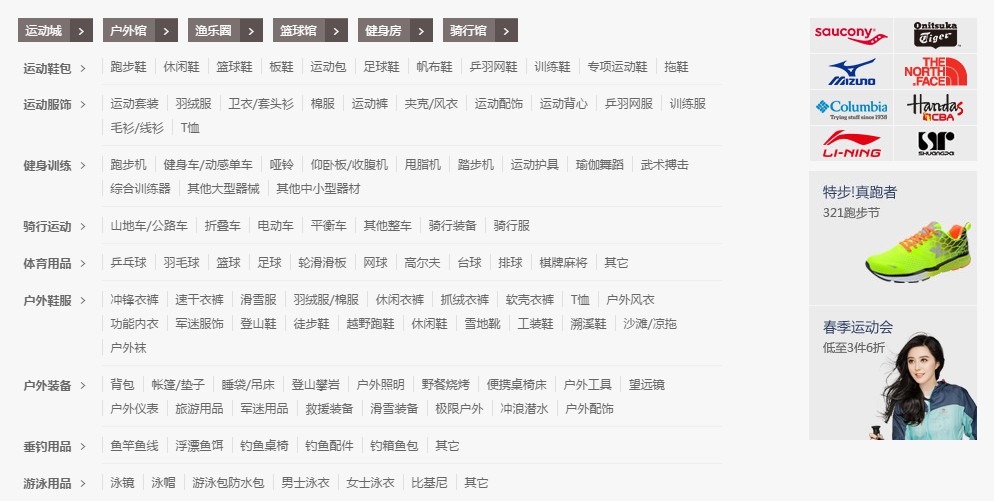 运动城 > 户外馆 > 渔乐圈 > 篮球馆 > 健身房 > 骑行馆 >
运动鞋包 > 跑步鞋 休闲鞋 篮球鞋 板鞋 运动包 足球鞋 帆布鞋 乒羽网鞋 训练鞋 专项运动鞋 拖鞋
运动服饰 > 运动套装 羽绒服 卫衣/套头衫 棉服 运动裤 夹克/风衣 运动配饰 运动背心 乒羽网服 训练服
毛衫/线衫 T恤
健身训练 > 跑步机 健身车/动感单车 哑铃 仰卧板/收腹机 甩脂机 踏步机 运动护具 瑜伽舞蹈 武术搏击
综合训练器 其他大型器械 其他中小型器材
骑行运动 > 山地车/公路车 折叠车 电动车 平衡车 其他整车 骑行装备 骑行服
体育用品 > 乒乓球 羽毛球 篮球 足球 轮滑滑板 网球 高尔夫 台球 排球 棋牌麻将 其它
户外鞋服 > 冲锋衣裤 速干衣裤 滑雪服 羽绒服/棉服 休闲衣裤 抓绒衣裤 软壳衣裤 T恤 户外风衣
功能内衣 军迷服饰 登山鞋 徒步鞋 越野跑鞋 休闲鞋 雪地靴 工装鞋 溯溪鞋 沙滩/凉拖
户外袜
户外装备 > 背包 帐篷/垫子 睡袋/吊床 登山攀岩 户外照明 野餐烧烤 便携桌椅床 户外工具 望远镜
户外仪表 旅游用品 军迷用品 救援装备 滑雪装备 极限户外 冲浪潜水 户外配饰
垂钓用品 > 鱼竿鱼线 浮漂鱼饵 钓鱼桌椅 钓鱼配件 钓箱鱼包 其它
游泳用品 > 泳镜 泳帽 游泳包防水包 男士泳衣 女士泳衣 比基尼 其它
saucony
Onitsuka
Tiger
MIZUNO
THE
NORTH
FACE
Columbia
Trying stuff since 1938
Handas
CBA
LI-NING
SHUANGPAI
特步!真跑者
321跑步节
春季运动会
低至3件6折